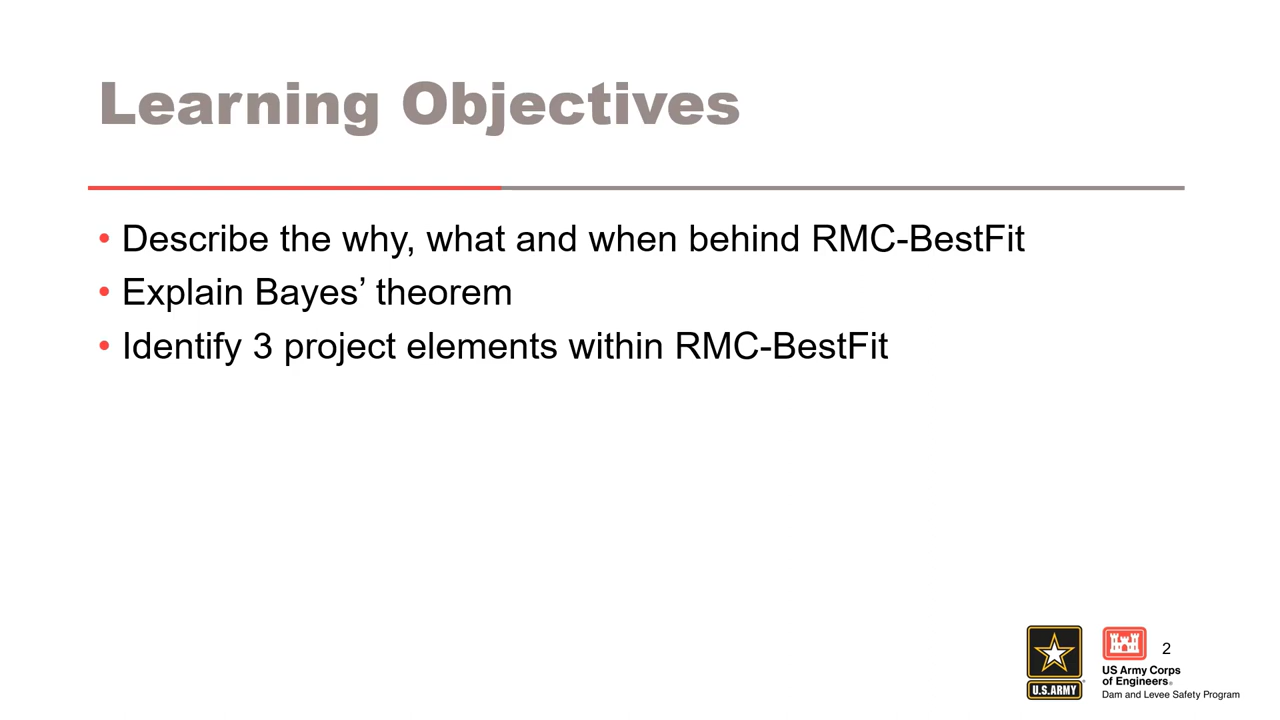 Learning Objectives
• Describe the why, what and when behind RMC-BestFit
• Explain Bayes’ theorem
• Identify 3 project elements within RMC-BestFit
2
U.S.ARMY
US Army Corps
of Engineers®
Dam and Levee Safety Program